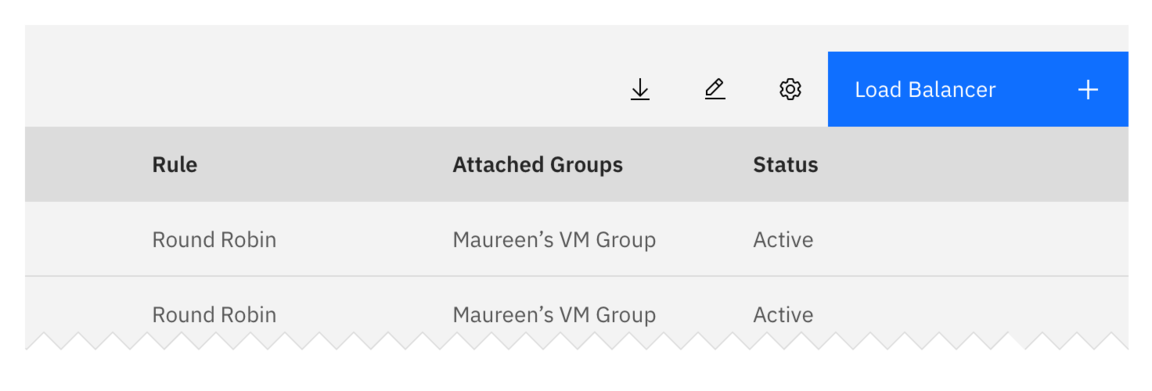 Load Balancer
Rule Attached Groups Status
Round Robin Maureen’s VM Group Active
Round Robin Maureen’s VM Group Active